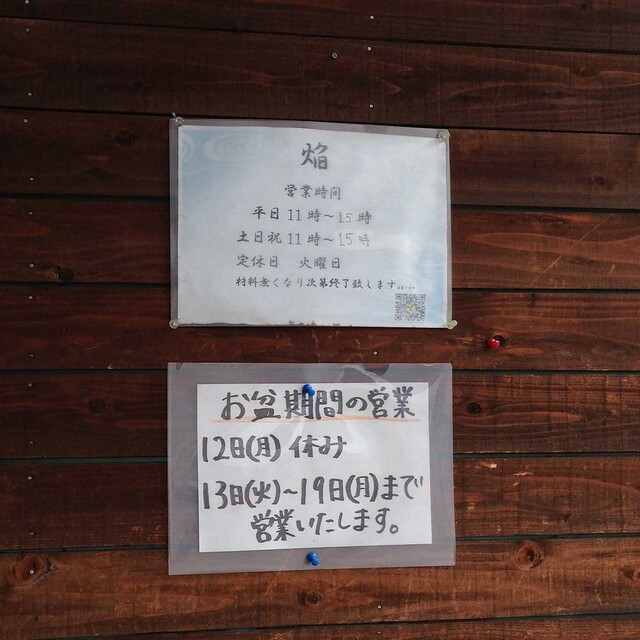 焔
営業時間
平日 11時～15時
土日祝 11時～15時
定休日 火曜日
材料無くなり次第終了致します。
お盆期間の営業
12日(月) 休み
13日(火)～19日(月)まで
営業いたします。